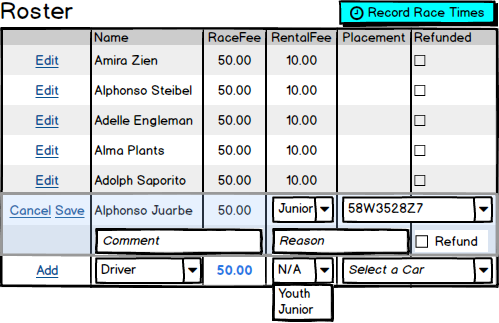 Roster
Record Race Times
Name RaceFee RentalFee Placement Refunded
Edit Amira Zien 50.00 10.00
Edit Alphonso Steibel 50.00 10.00
Edit Adelle Engleman 50.00 10.00
Edit Alma Plants 50.00 10.00
Edit Adolph Saporito 50.00 10.00
Cancel Save Alphonso Juarbe 50.00 Junior 58W3528Z7
Comment Reason Refund
Add Driver 50.00 N/A Select a Car
Youth
Junior